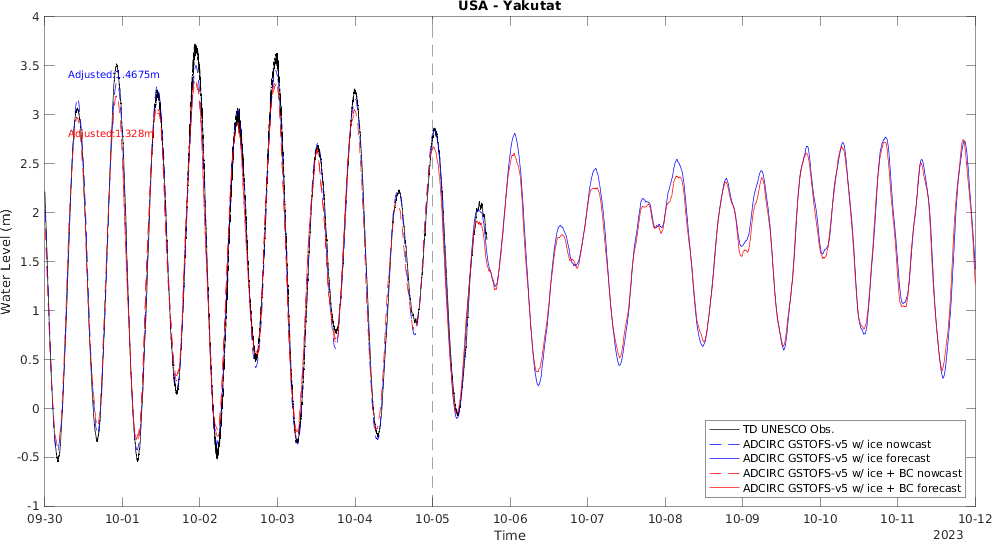 USA - Yakutat
4
3.5
3
2.5
2
1.5
1
0.5
0
-0.5
-1
Water Level (m)
Adjusted:1.4675m
Adjusted:1.328m
TD UNESCO Obs.
ADCIRC GSTOFS-v5 w/ ice nowcast
ADCIRC GSTOFS-v5 w/ ice forecast
ADCIRC GSTOFS-v5 w/ ice + BC nowcast
ADCIRC GSTOFS-v5 w/ ice + BC forecast
09-30 10-01 10-02 10-03 10-04 10-05 10-06 10-07 10-08 10-09 10-10 10-11 10-12
Time
2023